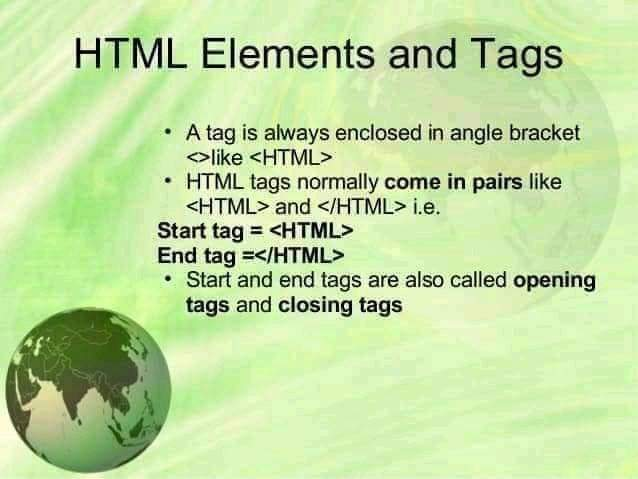 HTML Elements and Tags
• A tag is always enclosed in angle bracket
<>like <HTML>
• HTML tags normally come in pairs like
<HTML> and </HTML> i.e.
Start tag = <HTML>
End tag =</HTML>
• Start and end tags are also called opening
tags and closing tags